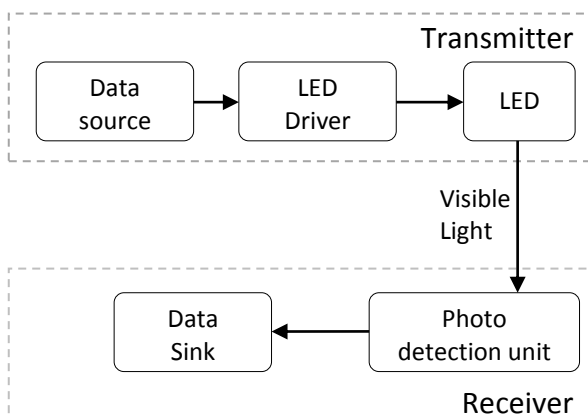 Transmitter
Data
source
LED
Driver
LED
Visible
Light
Data
Sink
Photo
detection unit
Receiver